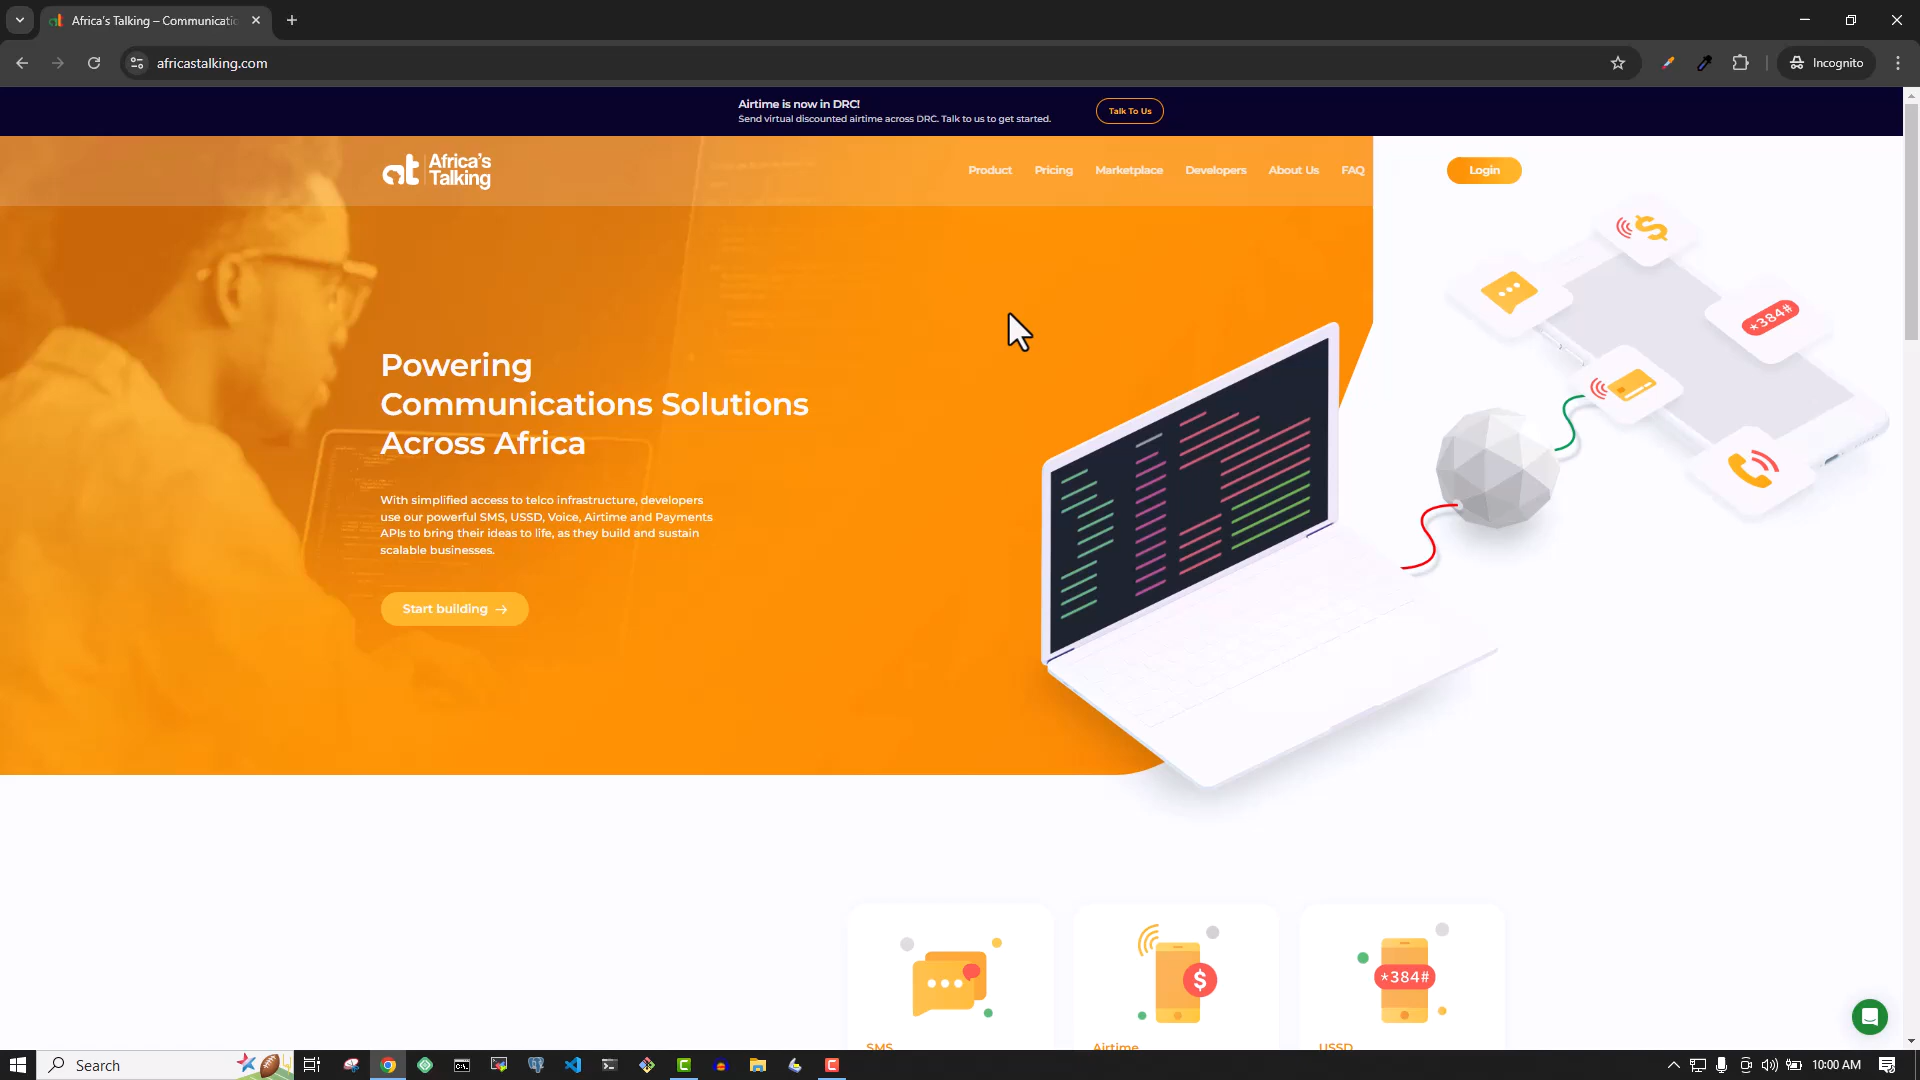 Africa's Talking – Communicatio
africastalking.com
Incognito
Airtime is now in DRC!
Send virtual discounted airtime across DRC. Talk to us to get started.
Talk To Us
at Africa's
Talking
Product
Pricing
Marketplace
Developers
About Us
FAQ
Login
$
*384#
Powering
Communications Solutions
Across Africa
With simplified access to telco infrastructure, developers
use our powerful SMS, USSD, Voice, Airtime and Payments
APIs to bring their ideas to life, as they build and sustain
scalable businesses.
Start building →
$
*384#
SMS
Airtime
USSD
Search
10:00 AM